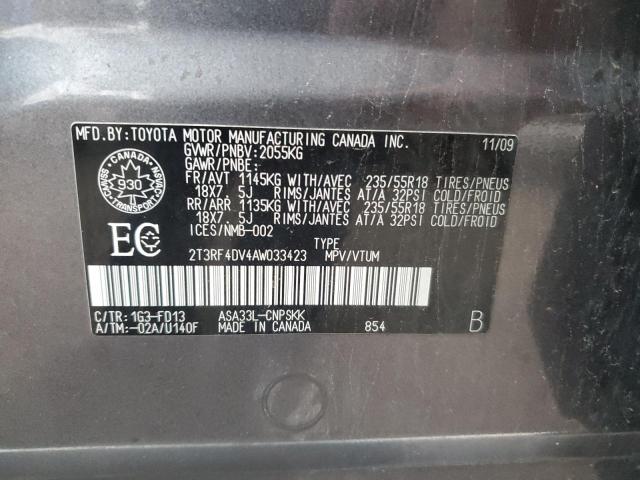 MFD.BY:TOYOTA MOTOR MANUFACTURING CANADA INC. 11/09
GVWR/PNBV:2055KG
GAWR/PNBE:
FR/AVT 1145KG WITH/AVEC 235/55R18 TIRES/PNEUS
18X7.5J RIMS/JANTES AT/A 32PSI COLD/FROID
RR/ARR 1135KG WITH/AVEC 235/55R18 TIRES/PNEUS
18X7.5J RIMS/JANTES AT/A 32PSI COLD/FROID
ICES/NMB-002
CANADA
930
TRANSPORT
EC
TYPE
2T3RF4DV4AW033423 MPV/VTUM
C/TR:1G3-FD13 ASA33L-CNPSKK
A/TM:-02A/U140F MADE IN CANADA 854 B